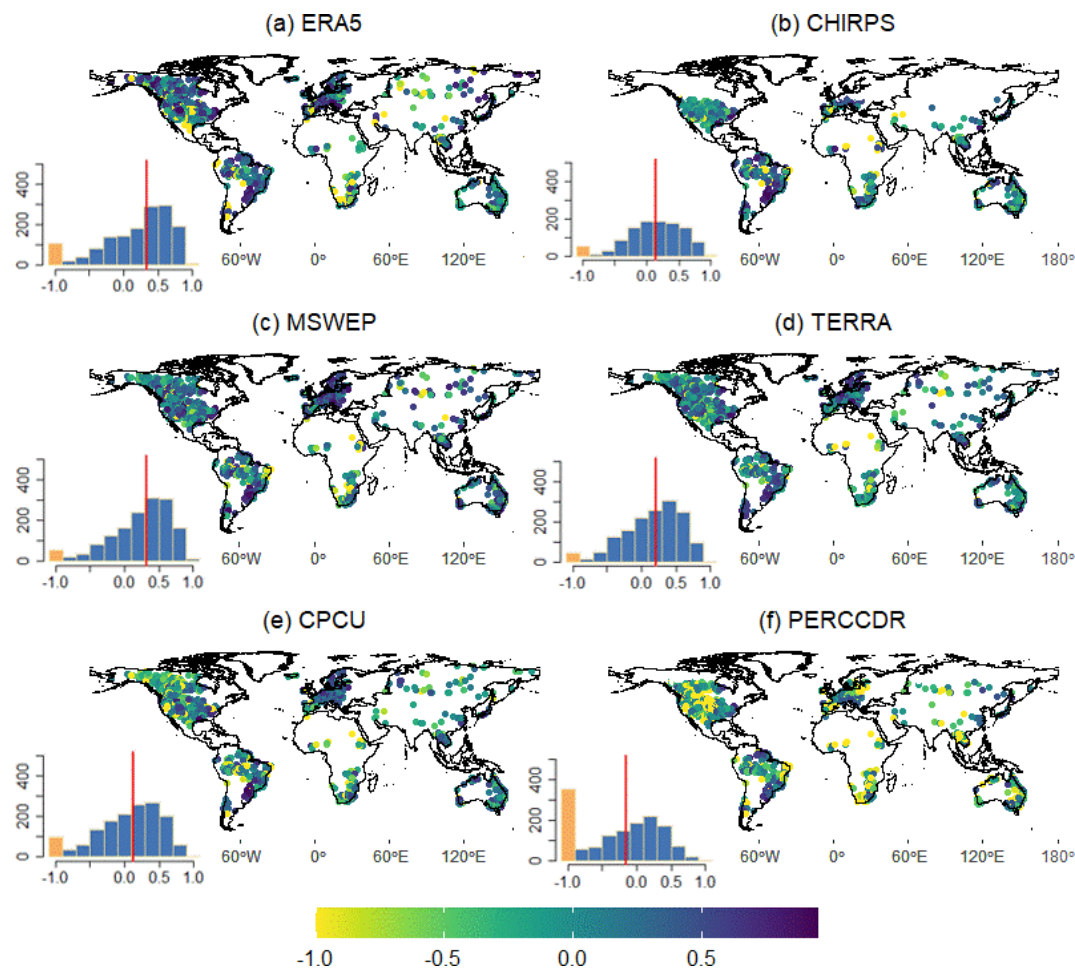 (a) ERA5
(b) CHIRPS
0 200 400
-1.0 0.0 0.5 1.0
60°W 0° 60°E 120°E
0 200 400
-1.0 0.0 0.5 1.0
60°W 0° 60°E 120°E 180°
(c) MSWEP
(d) TERRA
0 200 400
-1.0 0.0 0.5 1.0
60°W 0° 60°E 120°E
0 200 400
-1.0 0.0 0.5 1.0
60°W 0° 60°E 120°E 180°
(e) CPCU
(f) PERCCDR
0 200 400
-1.0 0.0 0.5 1.0
60°W 0° 60°E 120°E
0 200 400
-1.0 0.0 0.5 1.0
60°W 0° 60°E 120°E 180°
-1.0 -0.5 0.0 0.5